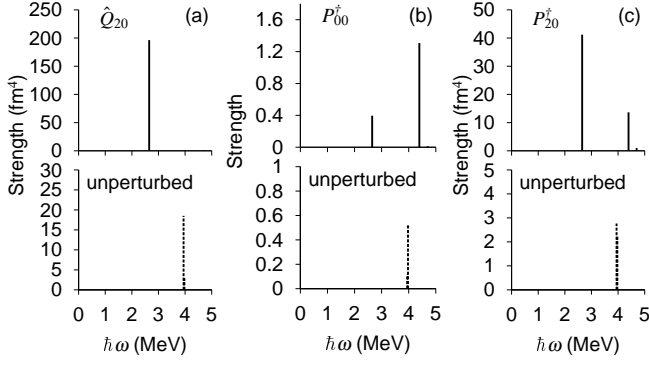 Q̂₂₀ (a)
250
200
150
100
50
0
Strength (fm⁴)
30
25
20
15
10
5
0
unperturbed
0 1 2 3 4 5
ħω (MeV)
P†₀₀ (b)
1.6
1.2
0.8
0.4
0
Strength
1
0.8
0.6
0.4
0.2
0
unperturbed
0 1 2 3 4 5
ħω (MeV)
P†₂₀ (c)
50
40
30
20
10
0
Strength (fm⁴)
5
4
3
2
1
0
unperturbed
0 1 2 3 4 5
ħω (MeV)